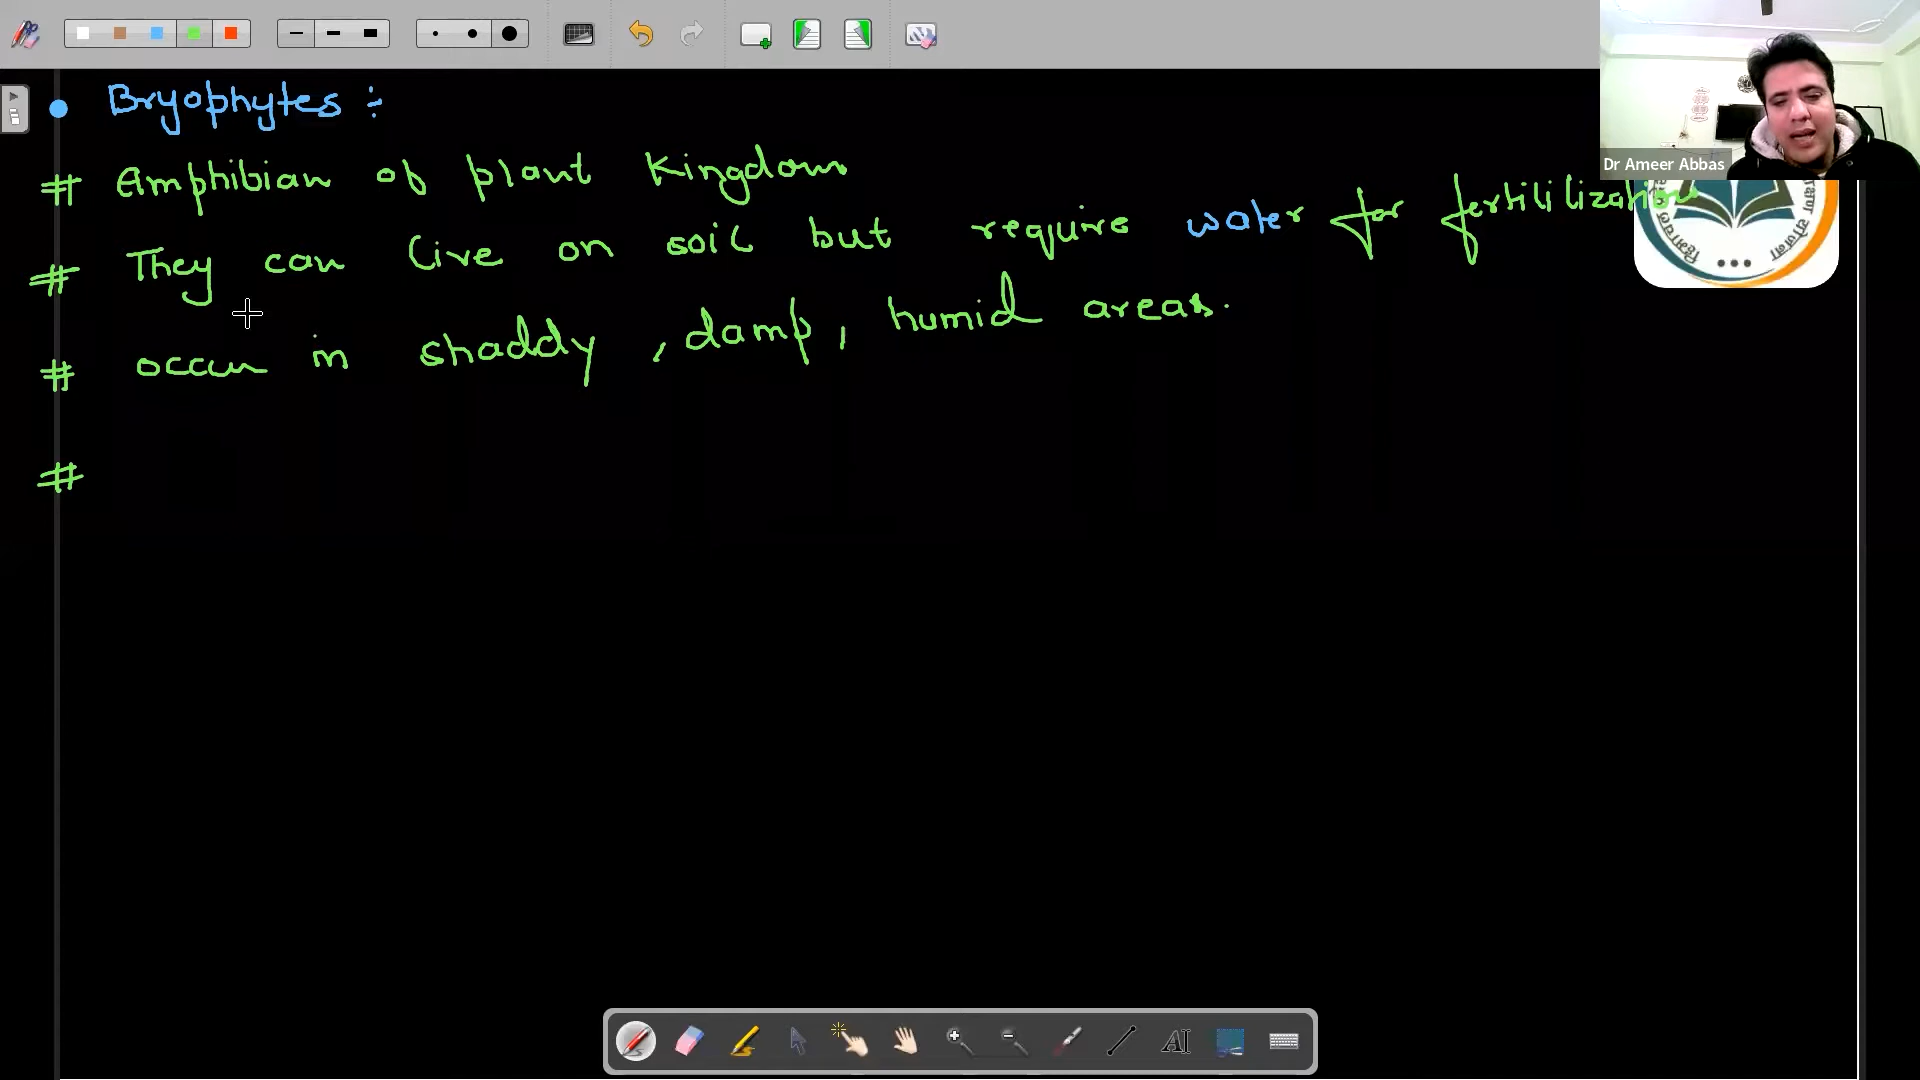 Bryophytes :-
# Amphibian of plant Kingdom
# They can live on soil but require water for fertililization
# occur in shaddy , damp , humid areas.
#
Dr Ameer Abbas